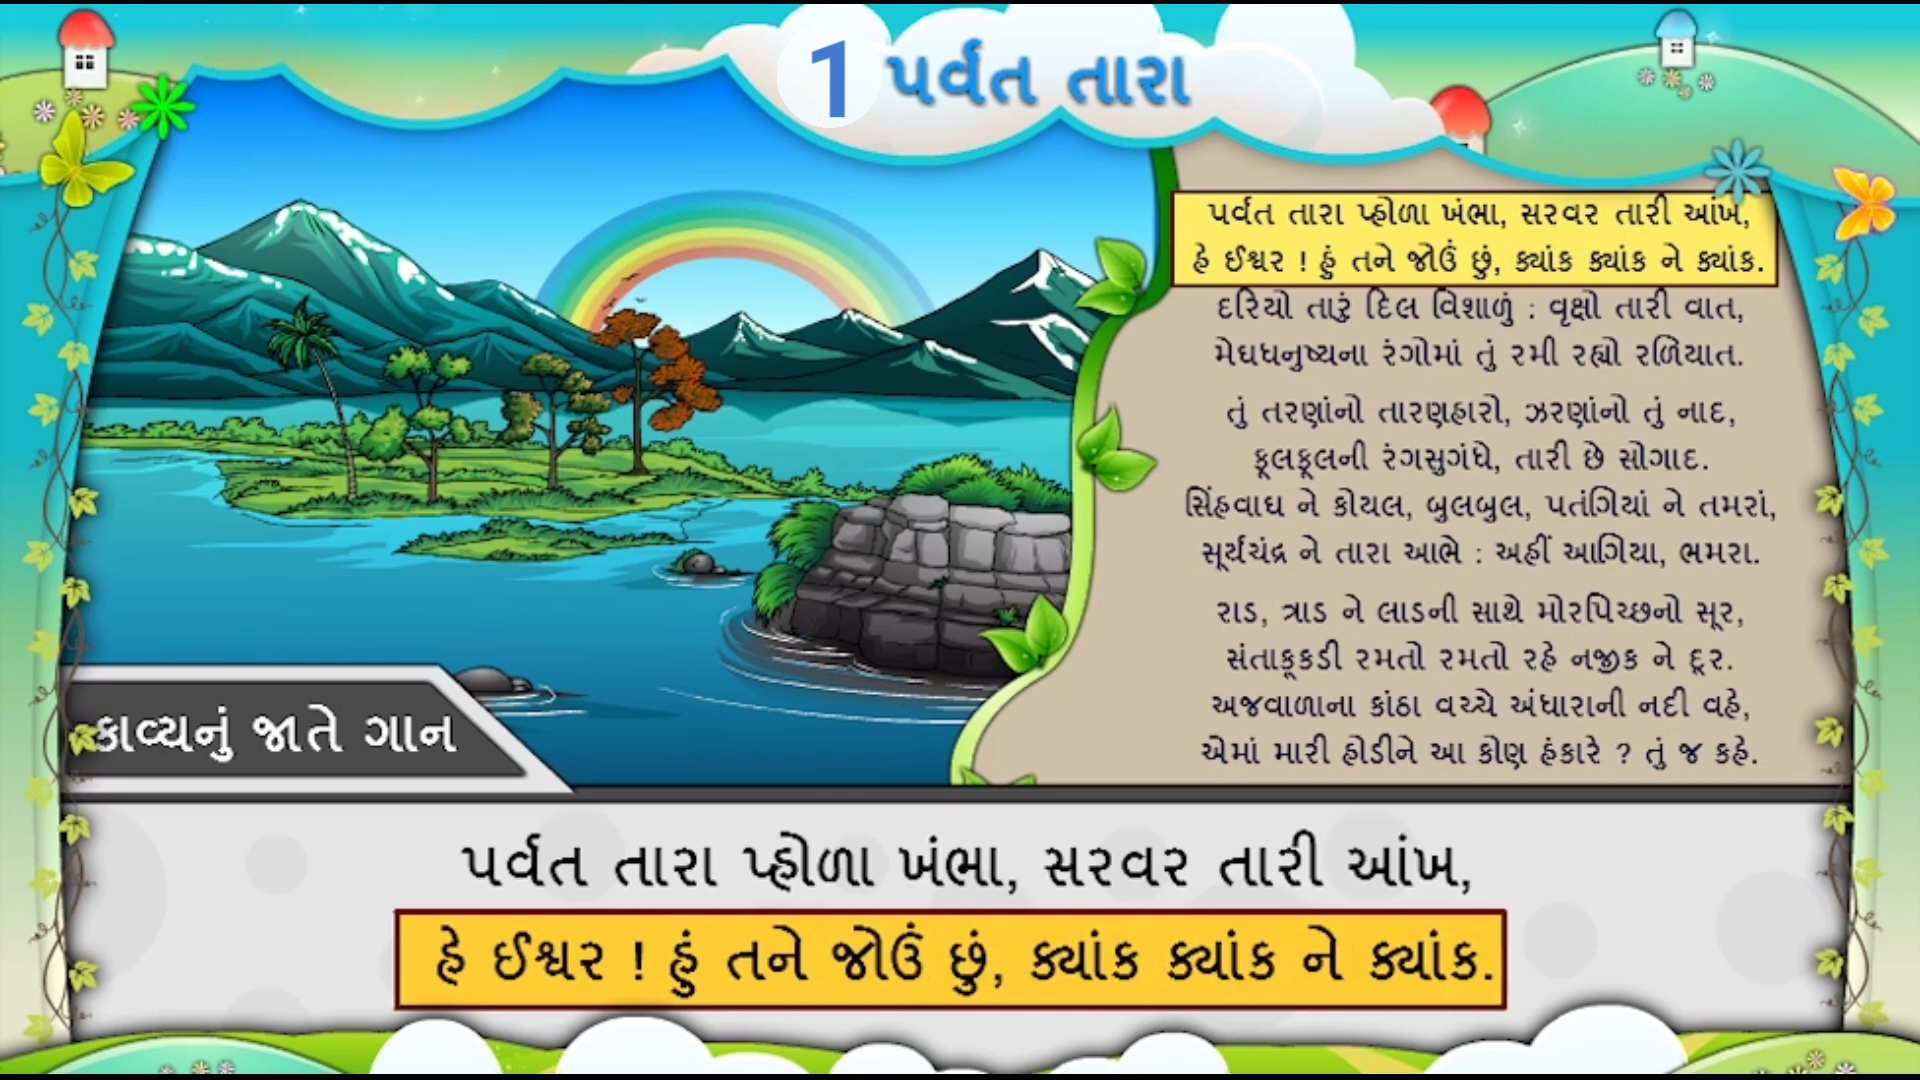 1 પર્વત તારા
પર્વત તારા પ્હોળા ખંભા, સરવર તારી આંખ,
હે ઈશ્વર ! હું તને જોઉં છું, ક્યાંક ક્યાંક ને ક્યાંક.
દરિયો તારું દિલ વિશાળું : વૃક્ષો તારી વાત,
મેઘધનુષ્યના રંગોમાં તું રમી રહ્યો રળિયાત.
તું તરણાંનો તારણહારો, ઝરણાંનો તું નાદ,
ફૂલફૂલની રંગસુગંધે, તારી છે સોગાદ.
સિંહવાઘ ને કોયલ, બુલબુલ, પતંગિયાં ને તમરાં,
સૂર્યચંદ્ર ને તારા આભે : અહીં આગિયા, ભમરા.
રાડ, ત્રાડ ને લાડની સાથે મોરપિચ્છનો સૂર,
સંતાકૂકડી રમતો રમતો રહે નજીક ને દૂર.
અજવાળાના કાંઠા વચ્ચે અંધારાની નદી વહે,
એમાં મારી હોડીને આ કોણ હંકારે ? તું જ કહે.
કાવ્યનું જાતે ગાન
પર્વત તારા પ્હોળા ખંભા, સરવર તારી આંખ,
હે ઈશ્વર ! હું તને જોઉં છું, ક્યાંક ક્યાંક ને ક્યાંક.